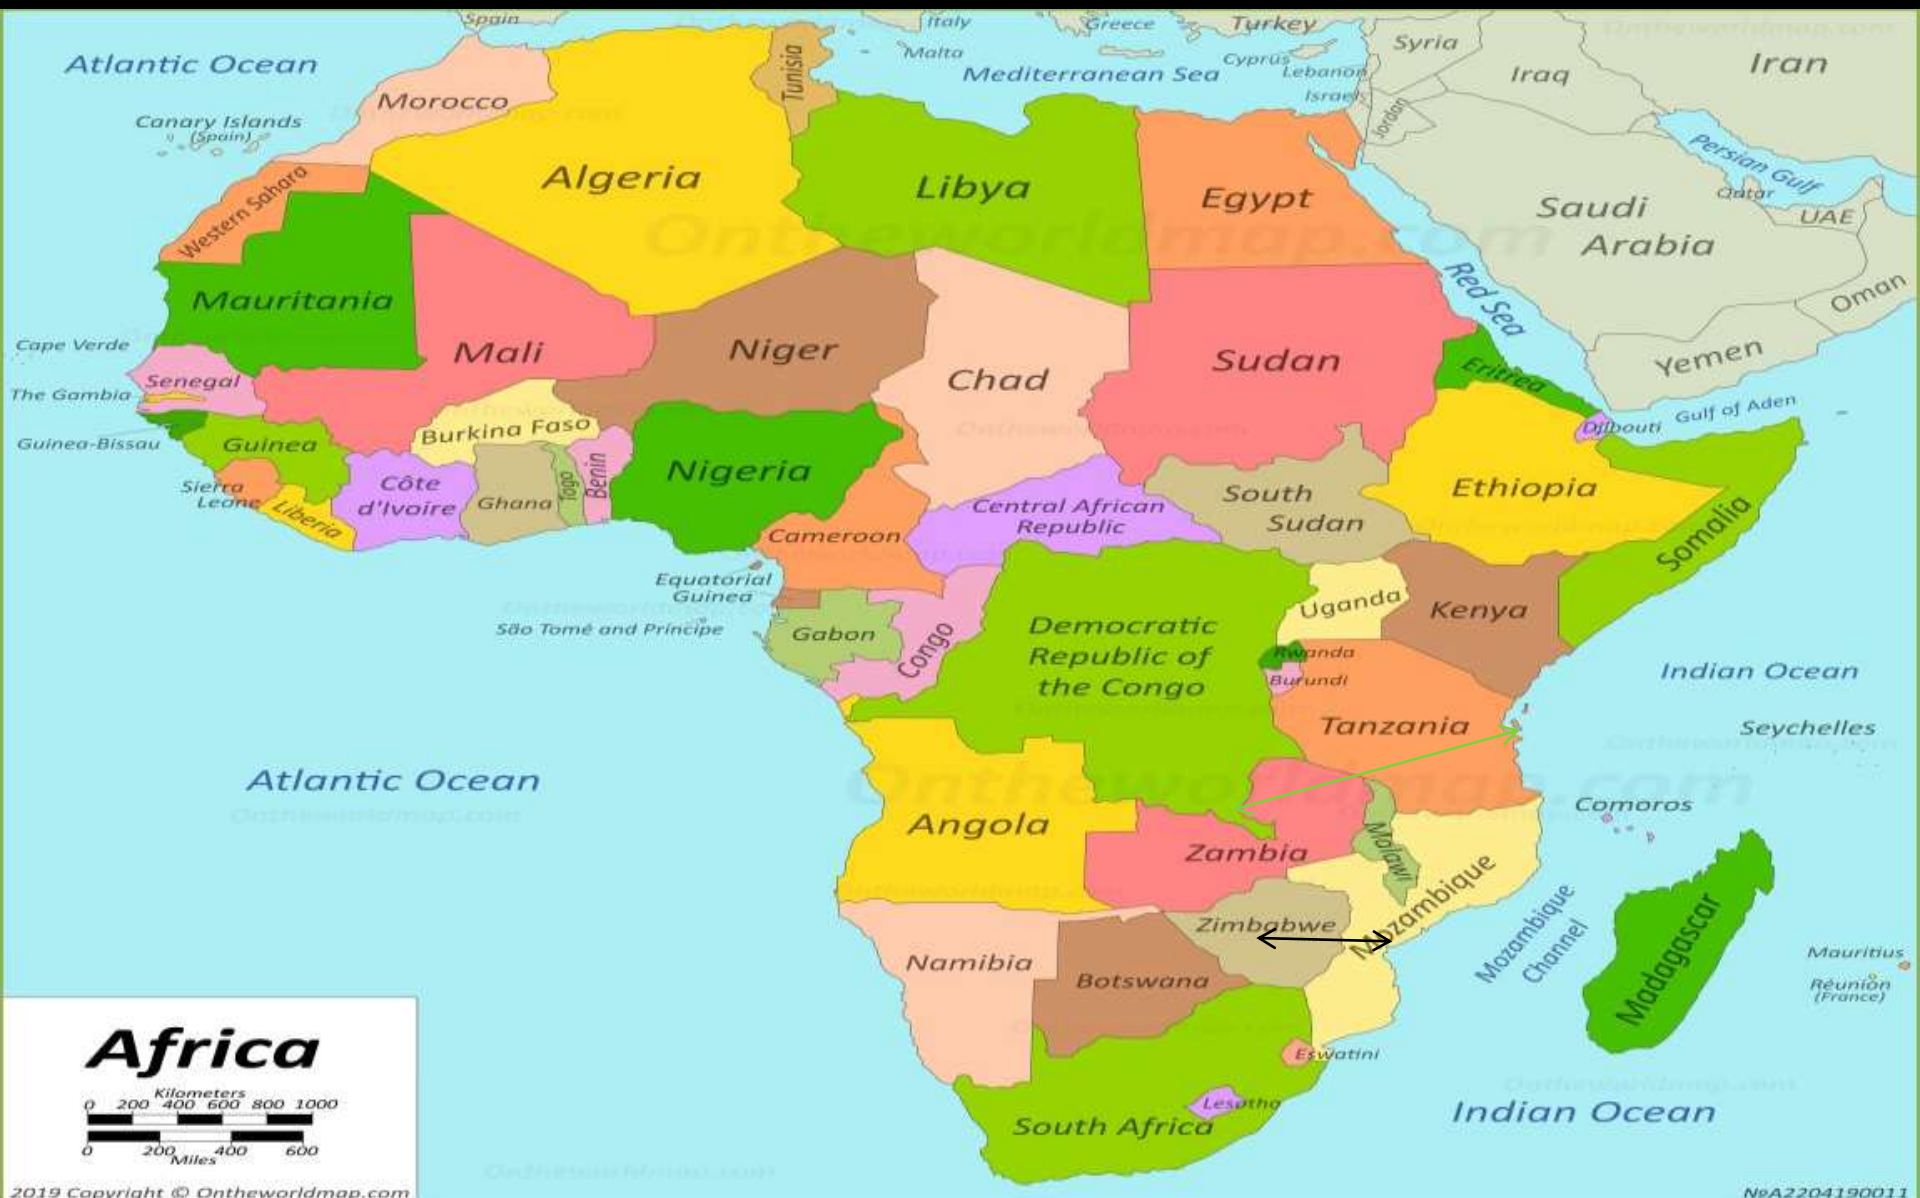 Spain
Italy
Greece
Turkey
Malta
Cyprus
Syria
Lebanon
Israel
Jordan
Iraq
Iran
Atlantic Ocean
Mediterranean Sea
Morocco
Tunisia
Canary Islands
(Spain)
Algeria
Libya
Egypt
Western Sahara
Saudi
Arabia
Persian Gulf
Qatar
UAE
Oman
Ontheworldmap.com
Red Sea
Mauritania
Mali
Niger
Chad
Sudan
Eritrea
Yemen
Gulf of Aden
Djibouti
Cape Verde
Senegal
The Gambia
Guinea-Bissau
Guinea
Sierra
Leone
Liberia
Côte
d'Ivoire
Burkina Faso
Ghana
Togo
Benin
Nigeria
Cameroon
Central African
Republic
South
Sudan
Ethiopia
Somalia
Equatorial
Guinea
São Tomé and Príncipe
Gabon
Congo
Democratic
Republic of
the Congo
Uganda
Kenya
Rwanda
Burundi
Tanzania
Indian Ocean
Seychelles
Atlantic Ocean
Ontheworldmap.com
Ontheworldmap.com
Angola
Zambia
Malawi
Comoros
Mozambique
Mozambique
Channel
Madagascar
Mauritius
Réunion
(France)
Zimbabwe
Namibia
Botswana
Eswatini
Lesotho
South Africa
Indian Ocean
Africa
Kilometers
0 200 400 600 800 1000
0 200 400 600
Miles
2019 Copyright © Ontheworldmap.com
№A2204190011